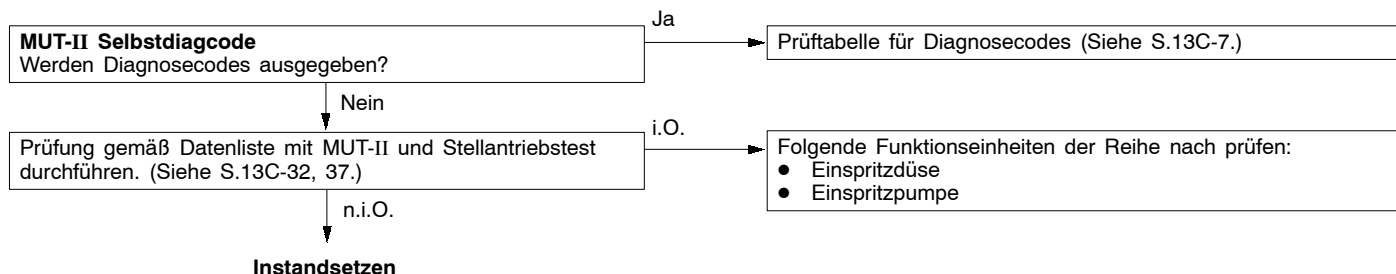 Ja
MUT-II Selbstdiagcode
Werden Diagnosecodes ausgegeben?
Prüftabelle für Diagnosecodes (Siehe S.13C-7.)
Nein
Prüfung gemäß Datenliste mit MUT-II und Stellantriebstest
durchführen. (Siehe S.13C-32, 37.)
i.O.
Folgende Funktionseinheiten der Reihe nach prüfen:
● Einspritzdüse
● Einspritzpumpe
n.i.O.
Instandsetzen